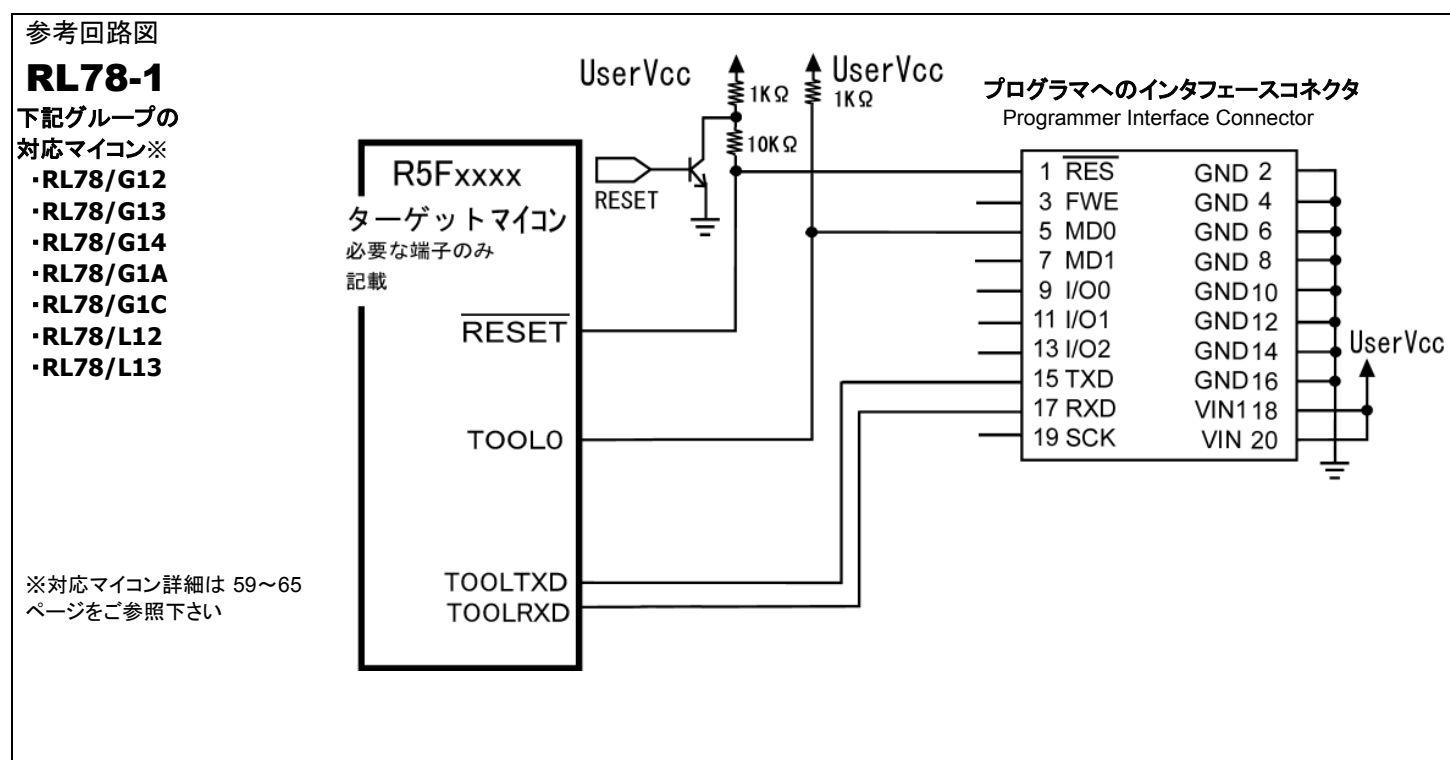 参考回路図
RL78-1
下記グループの
対応マイコン※
・RL78/G12
・RL78/G13
・RL78/G14
・RL78/G1A
・RL78/G1C
・RL78/L12
・RL78/L13
※対応マイコン詳細は 59～65
ページをご参照下さい
UserVcc
1KΩ
10KΩ
UserVcc
1KΩ
RESET
R5Fxxxx
ターゲットマイコン
必要な端子のみ
記載
RESET
TOOL0
TOOLTXD
TOOLRXD
プログラマへのインタフェースコネクタ
Programmer Interface Connector
1 RES GND 2
3 FWE GND 4
5 MD0 GND 6
7 MD1 GND 8
9 I/O0 GND10
11 I/O1 GND12
13 I/O2 GND14
15 TXD GND16
17 RXD VIN118
19 SCK VIN 20
UserVcc